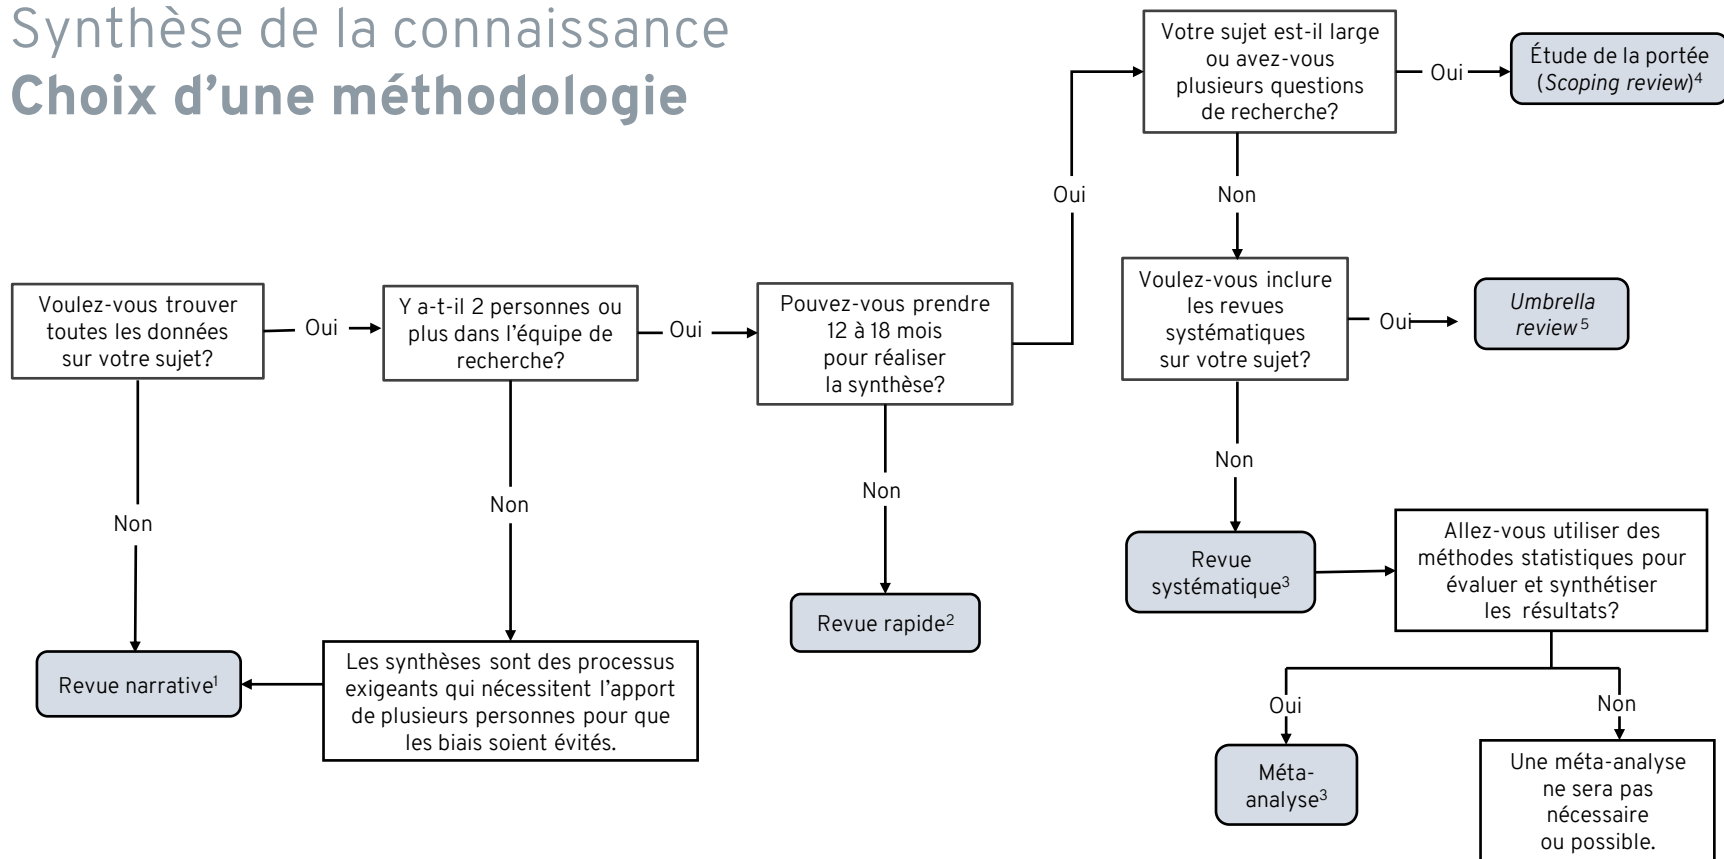 Synthèse de la connaissance
Choix d'une méthodologie
Votre sujet est-il large
ou avez-vous
plusieurs questions
de recherche?
Oui
Étude de la portée
(Scoping review)⁴
Oui
Non
Voulez-vous trouver
toutes les données
sur votre sujet?
Oui
Y a-t-il 2 personnes ou
plus dans l'équipe de
recherche?
Oui
Pouvez-vous prendre
12 à 18 mois
pour réaliser
la synthèse?
Voulez-vous inclure
les revues
systématiques
sur votre sujet?
Oui
Umbrella
review⁵
Non
Non
Non
Non
Revue narrative¹
Les synthèses sont des processus
exigeants qui nécessitent l'apport
de plusieurs personnes pour que
les biais soient évités.
Revue rapide²
Revue
systématique³
Allez-vous utiliser des
méthodes statistiques pour
évaluer et synthétiser
les résultats?
Oui
Non
Méta-
analyse³
Une méta-analyse
ne sera pas
nécessaire
ou possible.